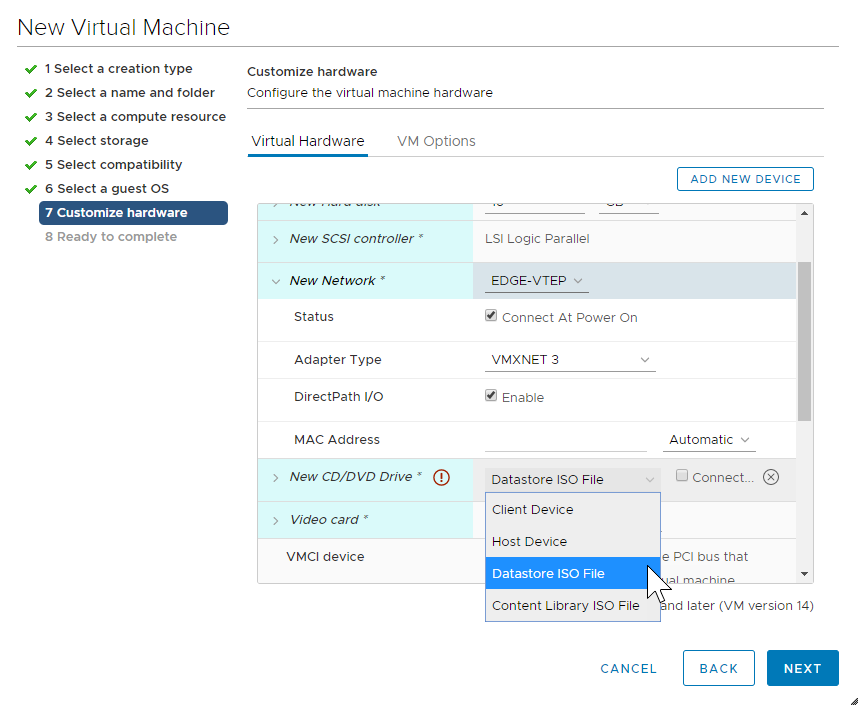 New Virtual Machine
1 Select a creation type
2 Select a name and folder
3 Select a compute resource
4 Select storage
5 Select compatibility
6 Select a guest OS
7 Customize hardware
8 Ready to complete
Customize hardware
Configure the virtual machine hardware
Virtual Hardware VM Options
ADD NEW DEVICE
New Hard disk
New SCSI controller * LSI Logic Parallel
New Network * EDGE-VTEP
Status Connect At Power On
Adapter Type VMXNET 3
DirectPath I/O Enable
MAC Address Automatic
New CD/DVD Drive * Datastore ISO File Connect...
Client Device
Video card *
Host Device
VMCI device e PCI bus that
Datastore ISO File
machine
Content Library ISO File and later (VM version 14)
CANCEL BACK NEXT